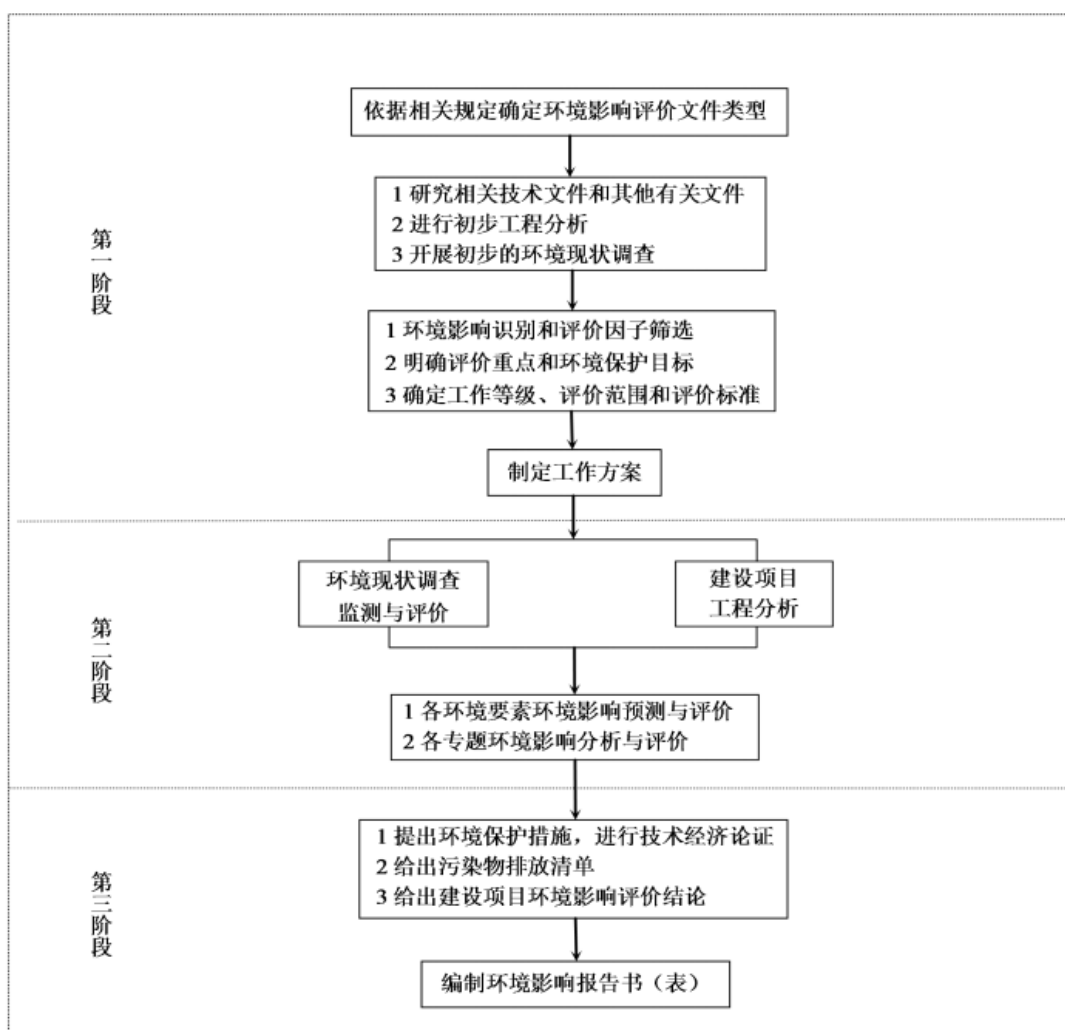 依据相关规定确定环境影响评价文件类型
1 研究相关技术文件和其他有关文件
2 进行初步工程分析
3 开展初步的环境现状调查
第一阶段
1 环境影响识别和评价因子筛选
2 明确评价重点和环境保护目标
3 确定工作等级、评价范围和评价标准
制定工作方案
环境现状调查
监测与评价
建设项目
工程分析
第二阶段
1 各环境要素环境影响预测与评价
2 各专题环境影响分析与评价
1 提出环境保护措施，进行技术经济论证
2 给出污染物排放清单
3 给出建设项目环境影响评价结论
第三阶段
编制环境影响报告书（表）